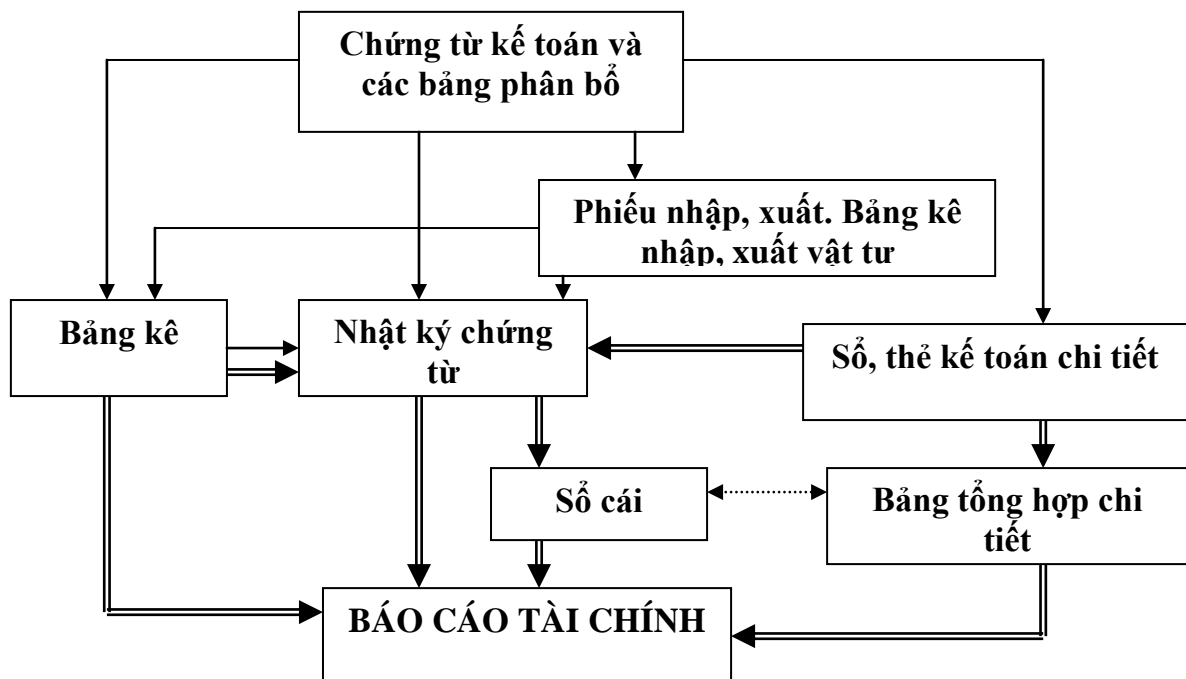 Chứng từ kế toán và
các bảng phân bổ
Phiếu nhập, xuất. Bảng kê
nhập, xuất vật tư
Bảng kê
Nhật ký chứng
từ
Sổ, thẻ kế toán chi tiết
Sổ cái
Bảng tổng hợp chi
tiết
BÁO CÁO TÀI CHÍNH